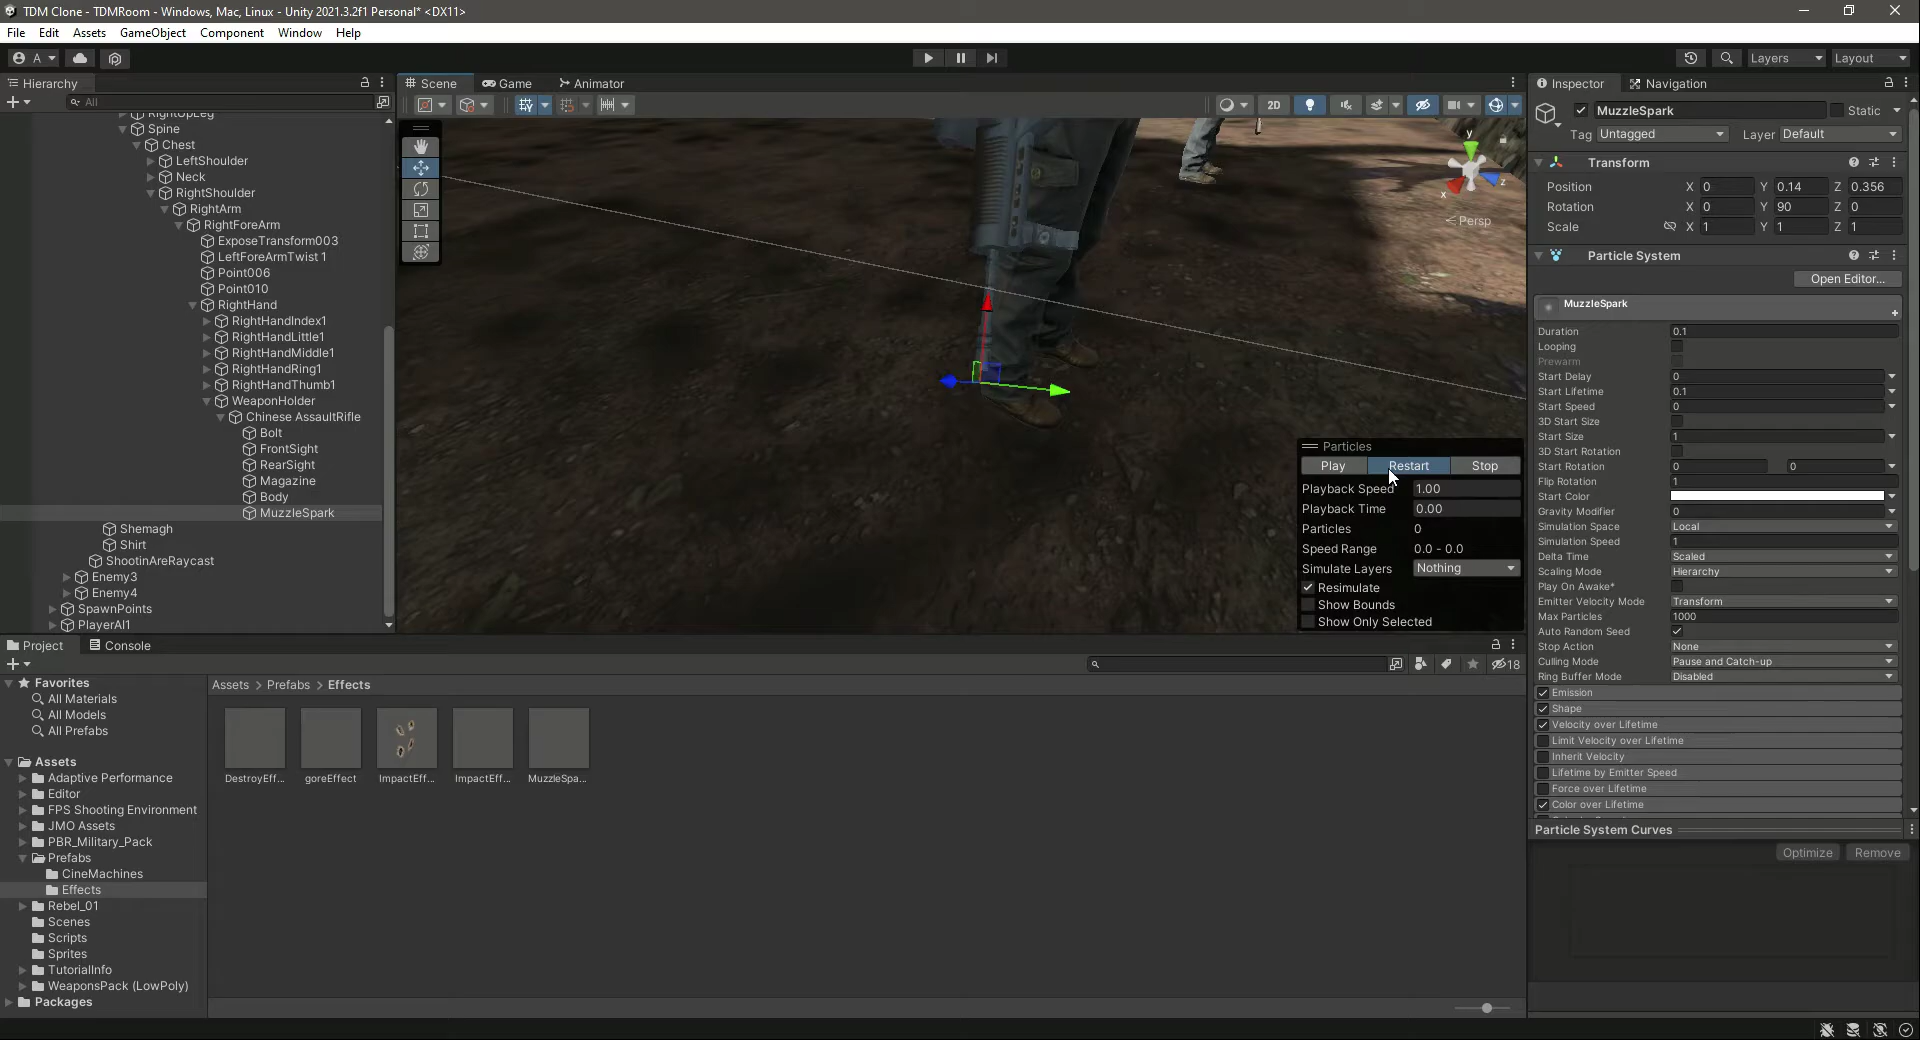 TDM Clone - TDMRoom - Windows, Mac, Linux - Unity 2021.3.2f1 Personal* <DX11>
File Edit Assets GameObject Component Window Help
A
Layers Layout
Hierarchy
All
RightUpLeg
Spine
Chest
LeftShoulder
Neck
RightShoulder
RightArm
RightForeArm
ExposeTransform003
LeftForeArmTwist 1
Point006
Point010
RightHand
RightHandIndex1
RightHandLittle1
RightHandMiddle1
RightHandRing1
RightHandThumb1
WeaponHolder
Chinese AssaultRifle
Bolt
FrontSight
RearSight
Magazine
Body
MuzzleSpark
Shemagh
Shirt
ShootinAreRaycast
Enemy3
Enemy4
SpawnPoints
PlayerAI1
Scene Game Animator
2D
y
x
z
Persp
Particles
Play Restart Stop
Playback Speed 1.00
Playback Time 0.00
Particles 0
Speed Range 0.0 - 0.0
Simulate Layers Nothing
Resimulate
Show Bounds
Show Only Selected
Inspector Navigation
MuzzleSpark Static
Tag Untagged Layer Default
Transform
Position X 0 Y 0.14 Z 0.356
Rotation X 0 Y 90 Z 0
Scale X 1 Y 1 Z 1
Particle System
Open Editor...
MuzzleSpark
Duration 0.1
Looping
Prewarm
Start Delay 0
Start Lifetime 0.1
Start Speed 0
3D Start Size
Start Size 1
3D Start Rotation
Start Rotation 0 0
Flip Rotation 1
Start Color
Gravity Modifier 0
Simulation Space Local
Simulation Speed 1
Delta Time Scaled
Scaling Mode Hierarchy
Play On Awake*
Emitter Velocity Mode Transform
Max Particles 1000
Auto Random Seed
Stop Action None
Culling Mode Pause and Catch-up
Ring Buffer Mode Disabled
Emission
Shape
Velocity over Lifetime
Limit Velocity over Lifetime
Inherit Velocity
Lifetime by Emitter Speed
Force over Lifetime
Color over Lifetime
Particle System Curves
Optimize Remove
Project Console
18
Favorites
All Materials
All Models
All Prefabs
Assets
Adaptive Performance
Editor
FPS Shooting Environment
JMO Assets
PBR_Military_Pack
Prefabs
CineMachines
Effects
Rebel_01
Scenes
Scripts
Sprites
TutorialInfo
WeaponsPack (LowPoly)
Packages
Assets > Prefabs > Effects
DestroyEff... goreEffect ImpactEff... ImpactEff... MuzzleSpa...